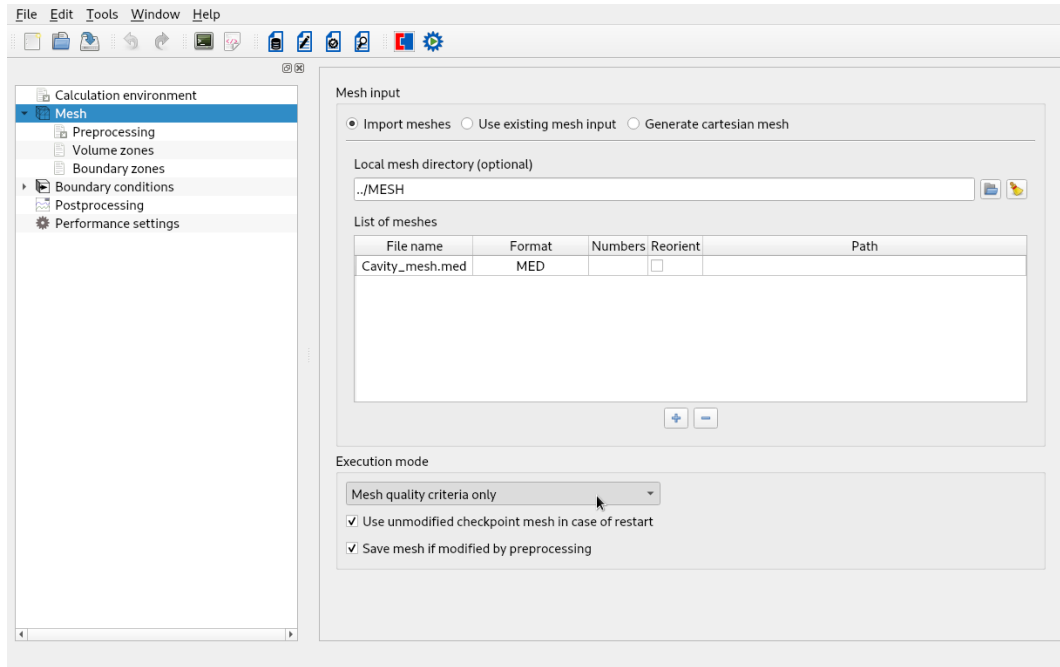 File Edit Tools Window Help
Calculation environment
Mesh
Preprocessing
Volume zones
Boundary zones
Boundary conditions
Postprocessing
Performance settings
Mesh input
Import meshes Use existing mesh input Generate cartesian mesh
Local mesh directory (optional)
../MESH
List of meshes
File name Format Numbers Reorient Path
Cavity_mesh.med MED
Execution mode
Mesh quality criteria only
Use unmodified checkpoint mesh in case of restart
Save mesh if modified by preprocessing